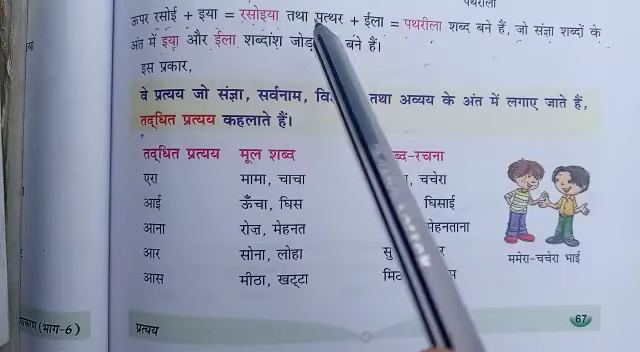 पथरीला
ऊपर रसोई + इया = रसोइया तथा पत्थर + ईला = पथरीला शब्द बने हैं, जो संज्ञा शब्दों के
अंत में इया और ईला शब्दांश जोड़ बने हैं।
इस प्रकार,
वे प्रत्यय जो संज्ञा, सर्वनाम, तथा अव्यय के अंत में लगाए जाते हैं,
तद्धित प्रत्यय कहलाते हैं।
तद्धित प्रत्यय मूल शब्द ब्द-रचना
एरा मामा, चाचा , चचेरा
आई ऊँचा, घिस घिसाई
आना रोज, मेहनत मेहनताना
आर सोना, लोहा सु र
आस मीठा, खट्टा मिठ स
ममेरा-चचेरा भाई
(भाग-6) प्रत्यय 67